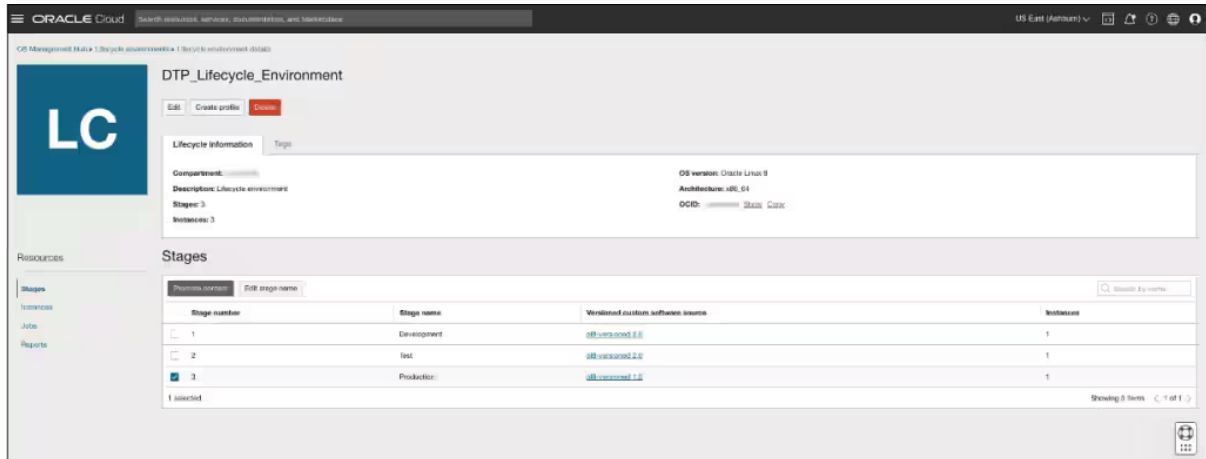 ORACLE Cloud
Search resources, services, documentation, and Marketplace
US East (Ashburn)
OS Management Hub » Lifecycle environments » Lifecycle environment details
LC
DTP_Lifecycle_Environment
Edit Create profile Delete
Lifecycle information Tags
Compartment:
Description: Lifecycle environment
Stages: 3
Instances: 3
OS version: Oracle Linux 8
Architecture: x86_64
OCID: Show Copy
Resources
Stages
Instances
Jobs
Reports
Stages
Promote content Edit stage name
Search by name
Stage number Stage name Versioned custom software source Instances
1 Development ol8-versioned 2.0 1
2 Test ol8-versioned 2.0 1
3 Production ol8-versioned 1.0 1
1 selected
Showing 3 items 1 of 1